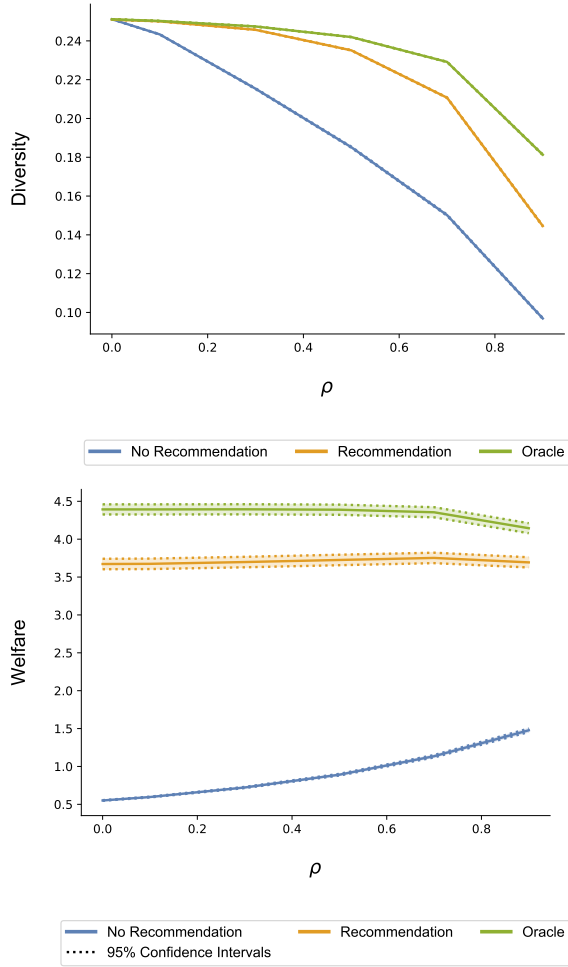 0.24
0.22
0.20
0.18
0.16
0.14
0.12
0.10
Diversity
0.0 0.2 0.4 0.6 0.8
ρ
No Recommendation Recommendation Oracle
4.5
4.0
3.5
3.0
2.5
2.0
1.5
1.0
0.5
Welfare
0.0 0.2 0.4 0.6 0.8
ρ
No Recommendation Recommendation Oracle
95% Confidence Intervals